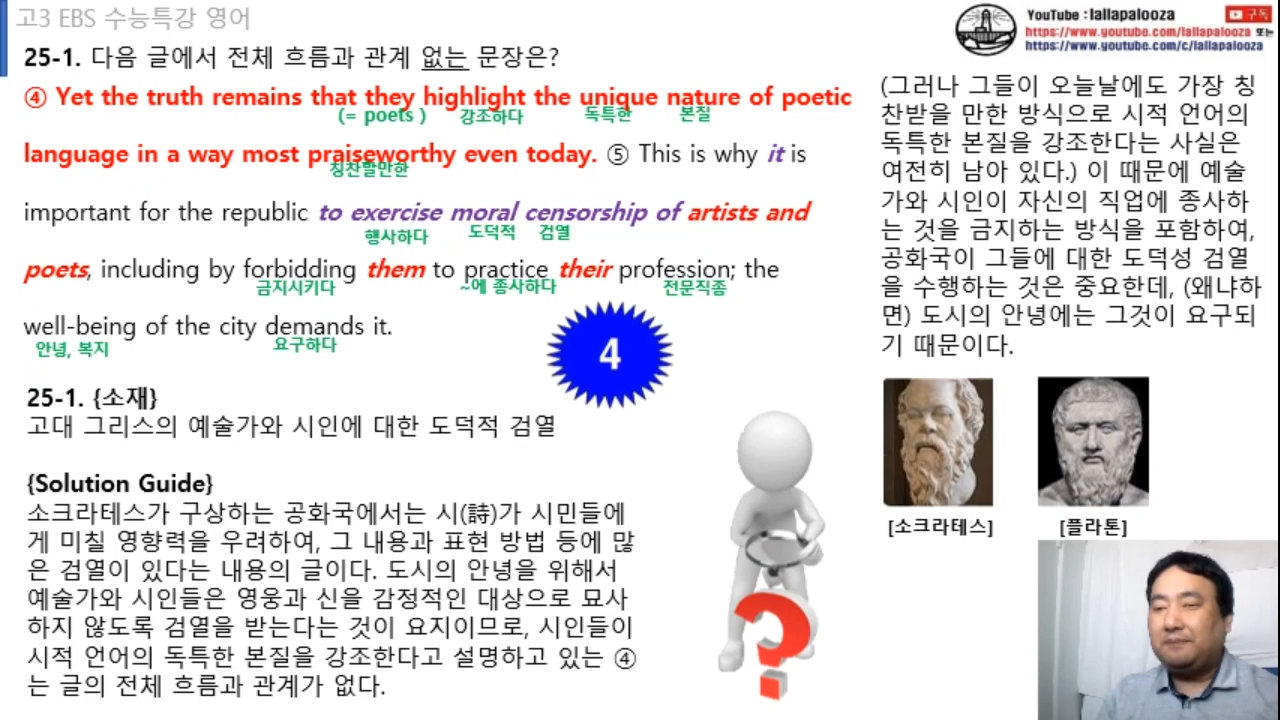 고3 EBS 수능특강 영어
YouTube : lallapalooza
구독
https://www.youtube.com/lallapalooza 또는
https://www.youtube.com/c/lallapalooza
25-1. 다음 글에서 전체 흐름과 관계 없는 문장은?
④ Yet the truth remains that they highlight the unique nature of poetic
(= poets ) 강조하다 독특한 본질
language in a way most praiseworthy even today. ⑤ This is why it is
칭찬할만한
important for the republic to exercise moral censorship of artists and
행사하다 도덕적 검열
poets, including by forbidding them to practice their profession; the
금지시키다 ~에 종사하다 전문직종
well-being of the city demands it.
안녕, 복지 요구하다
4
25-1. {소재}
고대 그리스의 예술가와 시인에 대한 도덕적 검열
{Solution Guide}
소크라테스가 구상하는 공화국에서는 시(詩)가 시민들에
게 미칠 영향력을 우려하여, 그 내용과 표현 방법 등에 많
은 검열이 있다는 내용의 글이다. 도시의 안녕을 위해서
예술가와 시인들은 영웅과 신을 감정적인 대상으로 묘사
하지 않도록 검열을 받는다는 것이 요지이므로, 시인들이
시적 언어의 독특한 본질을 강조한다고 설명하고 있는 ④
는 글의 전체 흐름과 관계가 없다.
(그러나 그들이 오늘날에도 가장 칭
찬받을 만한 방식으로 시적 언어의
독특한 본질을 강조한다는 사실은
여전히 남아 있다.) 이 때문에 예술
가와 시인이 자신의 직업에 종사하
는 것을 금지하는 방식을 포함하여,
공화국이 그들에 대한 도덕성 검열
을 수행하는 것은 중요한데, (왜냐하
면) 도시의 안녕에는 그것이 요구되
기 때문이다.
[소크라테스] [플라톤]